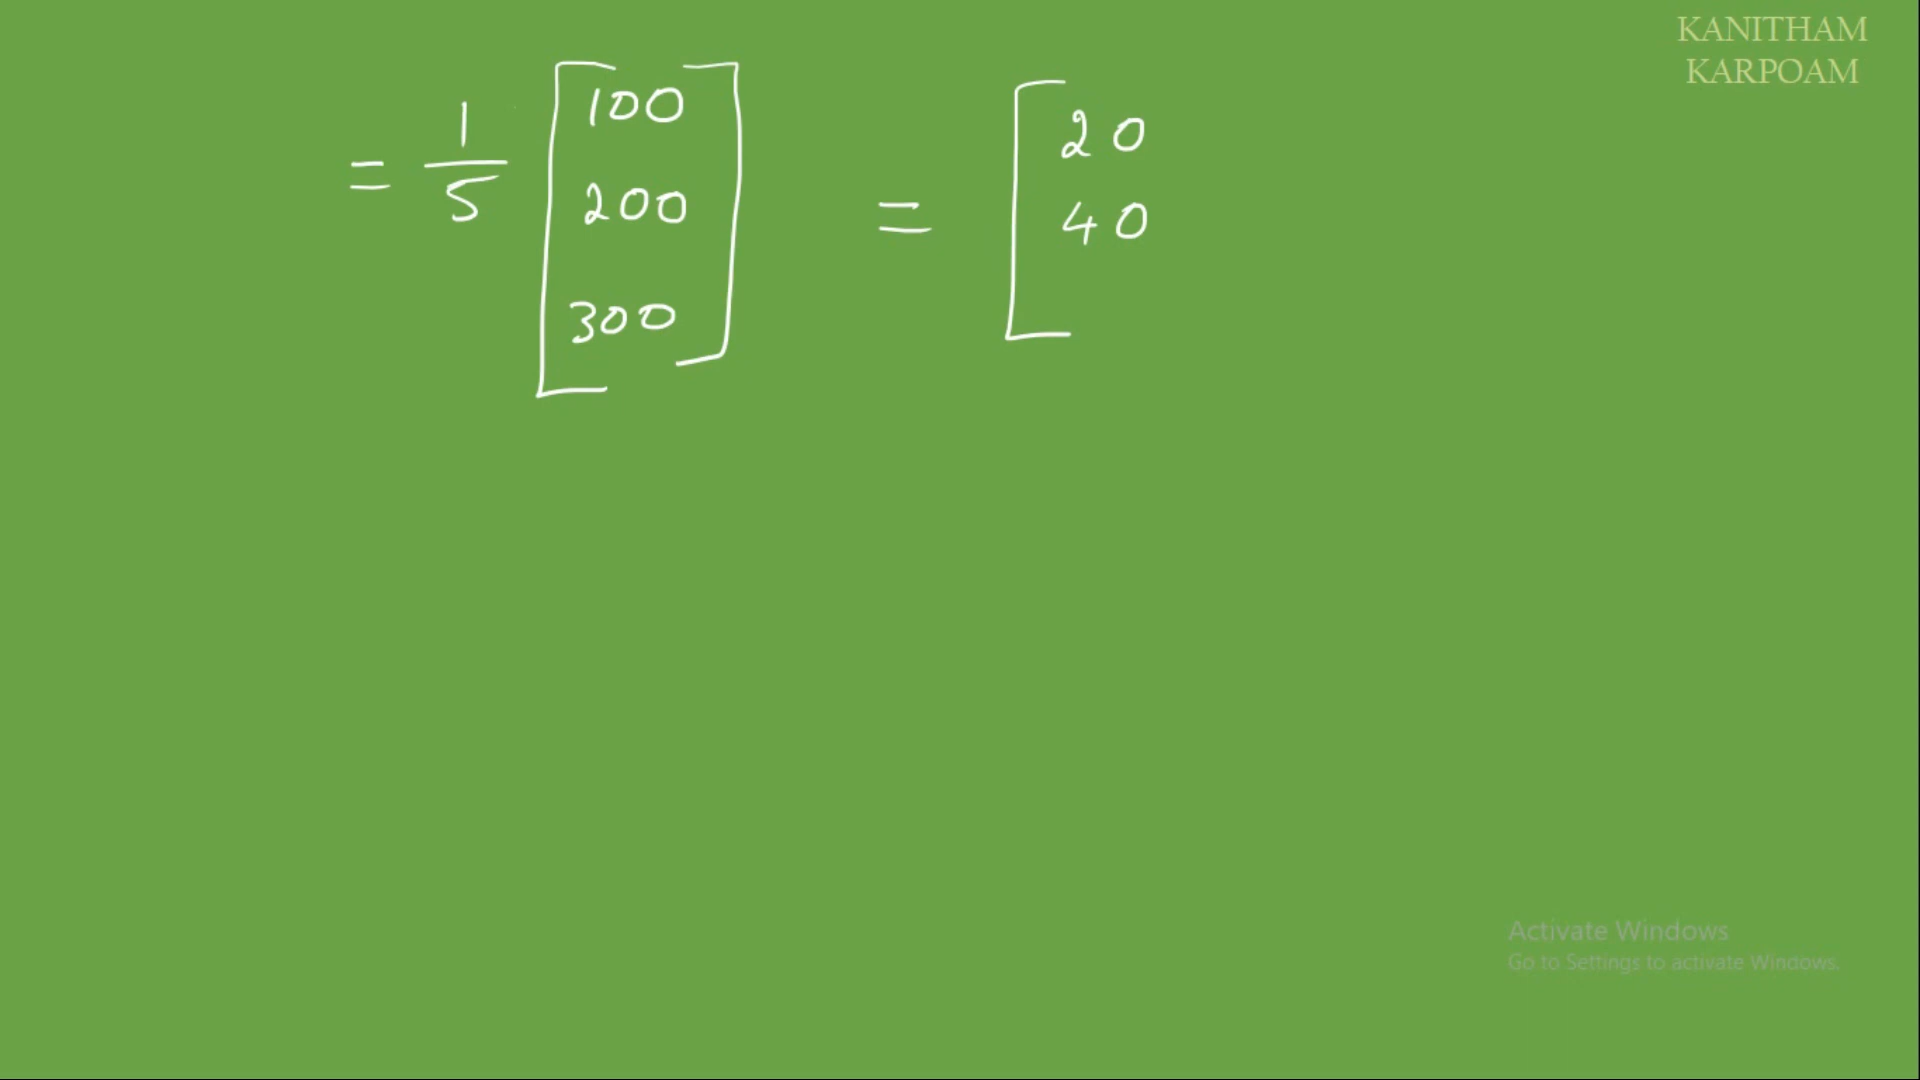 KANITHAM
KARPOAM
= 1/5 [100
200
300] = [20
40
Activate Windows
Go to Settings to activate Windows.